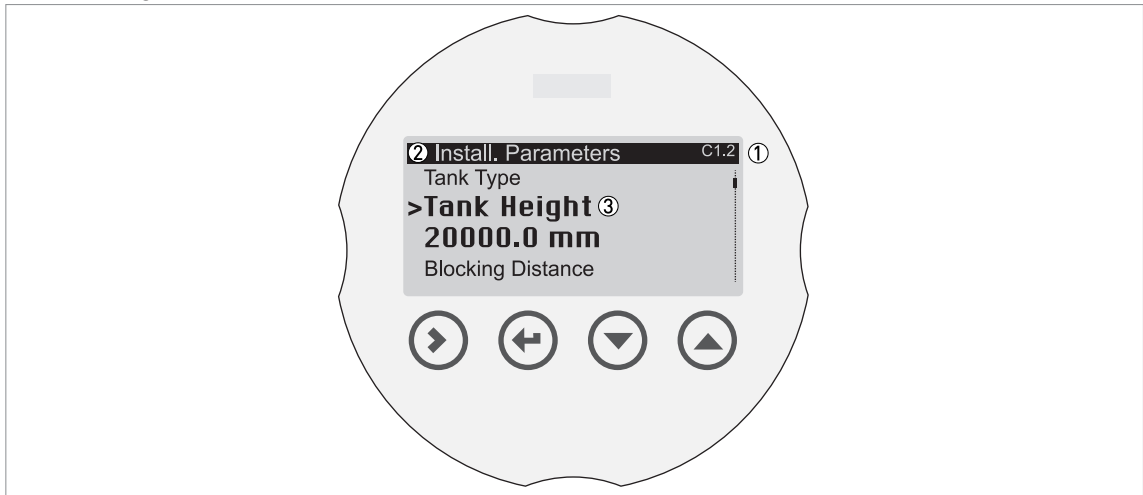 ② Install. Parameters C1.2 ①
Tank Type
>Tank Height ③
20000.0 mm
Blocking Distance